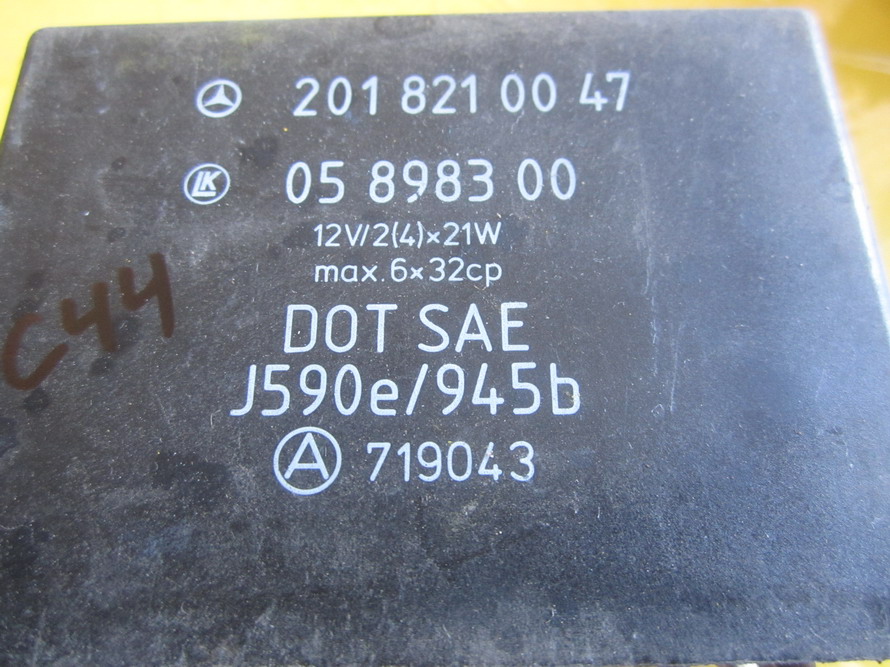 201 821 00 47
LK 05 8983 00
12V/2(4)×21W
max.6×32cp
C44
DOT SAE
J590e/945b
A 719043